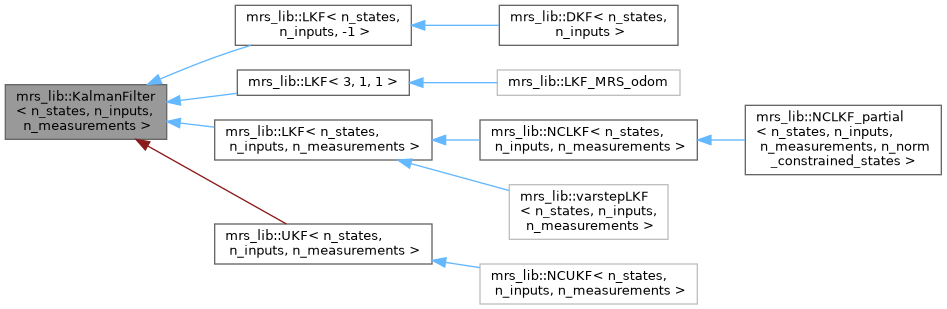 mrs_lib::LKF< n_states,
n_inputs, -1 >
mrs_lib::DKF< n_states,
n_inputs >
mrs_lib::KalmanFilter
< n_states, n_inputs,
n_measurements >
mrs_lib::LKF< 3, 1, 1 >
mrs_lib::LKF_MRS_odom
mrs_lib::LKF< n_states,
n_inputs, n_measurements >
mrs_lib::NCLKF< n_states,
n_inputs, n_measurements >
mrs_lib::NCLKF_partial
< n_states, n_inputs,
n_measurements, n_norm
_constrained_states >
mrs_lib::varstepLKF
< n_states, n_inputs,
n_measurements >
mrs_lib::UKF< n_states,
n_inputs, n_measurements >
mrs_lib::NCUKF< n_states,
n_inputs, n_measurements >